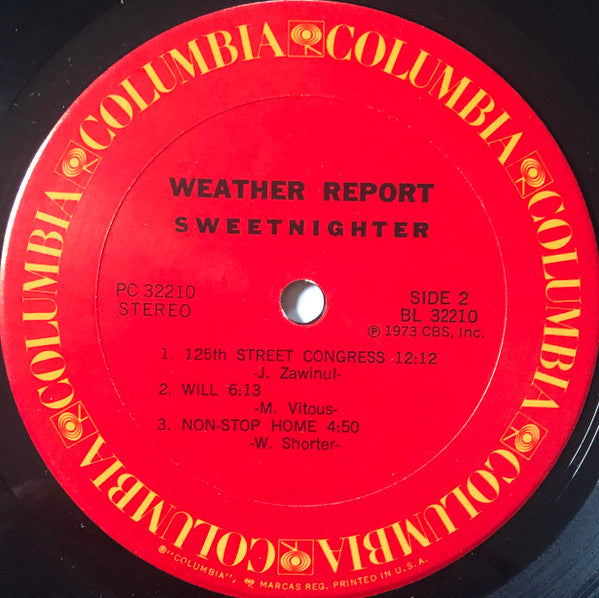 COLUMBIA COLUMBIA COLUMBIA COLUMBIA COLUMBIA COLUMBIA COLUMBIA
WEATHER REPORT
SWEETNIGHTER
PC 32210
STEREO
SIDE 2
BL 32210
℗ 1973 CBS, Inc.
1. 125th STREET CONGRESS 12:12
-J. Zawinul-
2. WILL 6:13
-M. Vitous-
3. NON-STOP HOME 4:50
-W. Shorter-
®"COLUMBIA", MARCAS REG. PRINTED IN U.S.A.